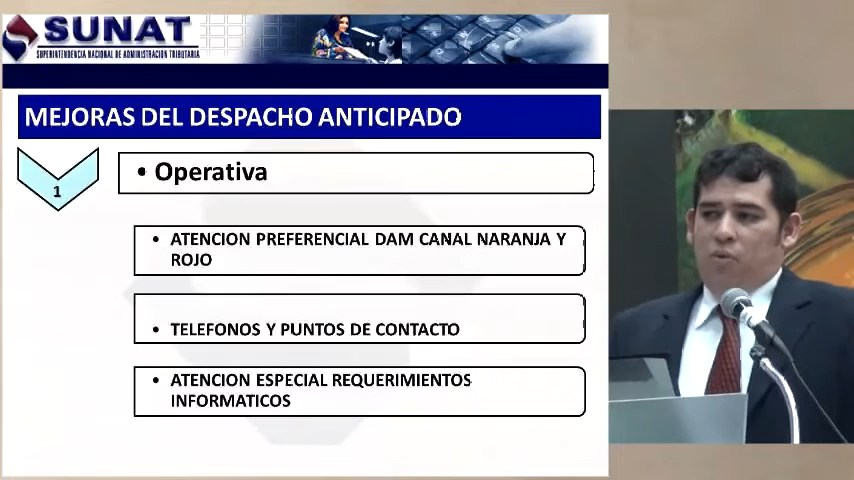 SUNAT
SUPERINTENDENCIA NACIONAL DE ADMINISTRACIÓN TRIBUTARIA
MEJORAS DEL DESPACHO ANTICIPADO
1
• Operativa
• ATENCION PREFERENCIAL DAM CANAL NARANJA Y
ROJO
• TELEFONOS Y PUNTOS DE CONTACTO
• ATENCION ESPECIAL REQUERIMIENTOS
INFORMATICOS